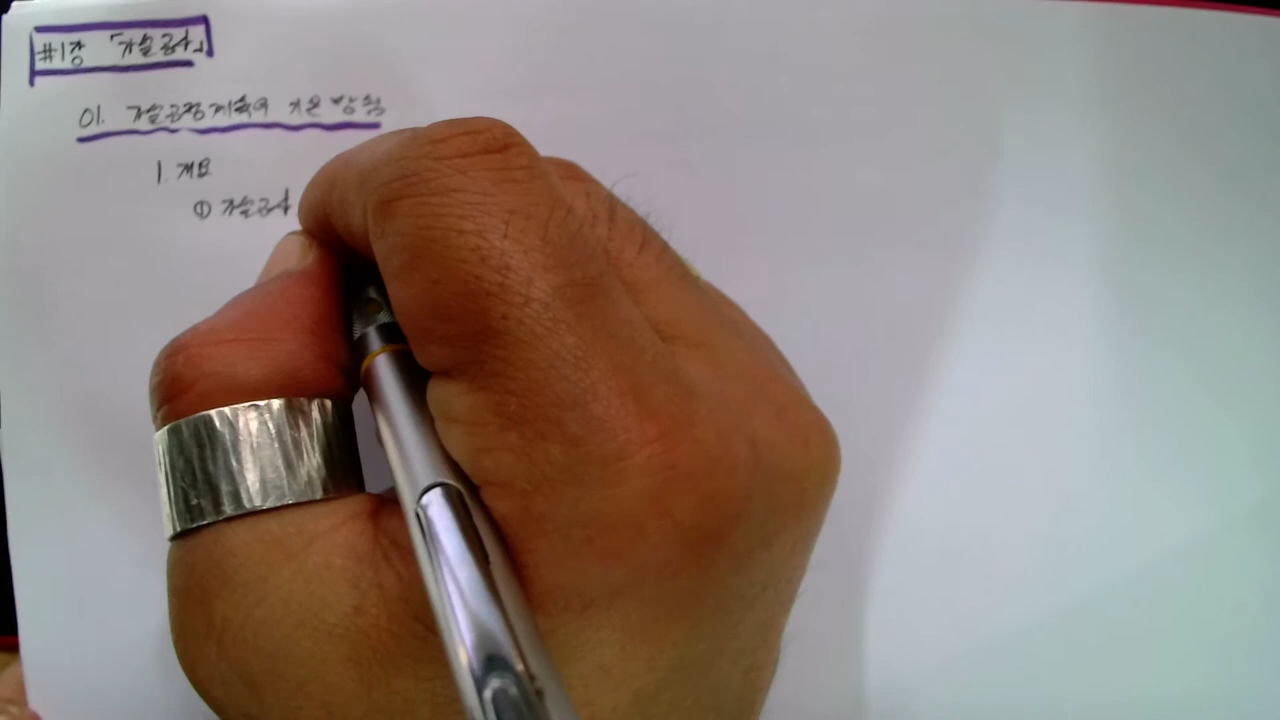 #1장 「가설공사」
01. 가설공사계획의 기본방침
1. 개요
① 가설공사